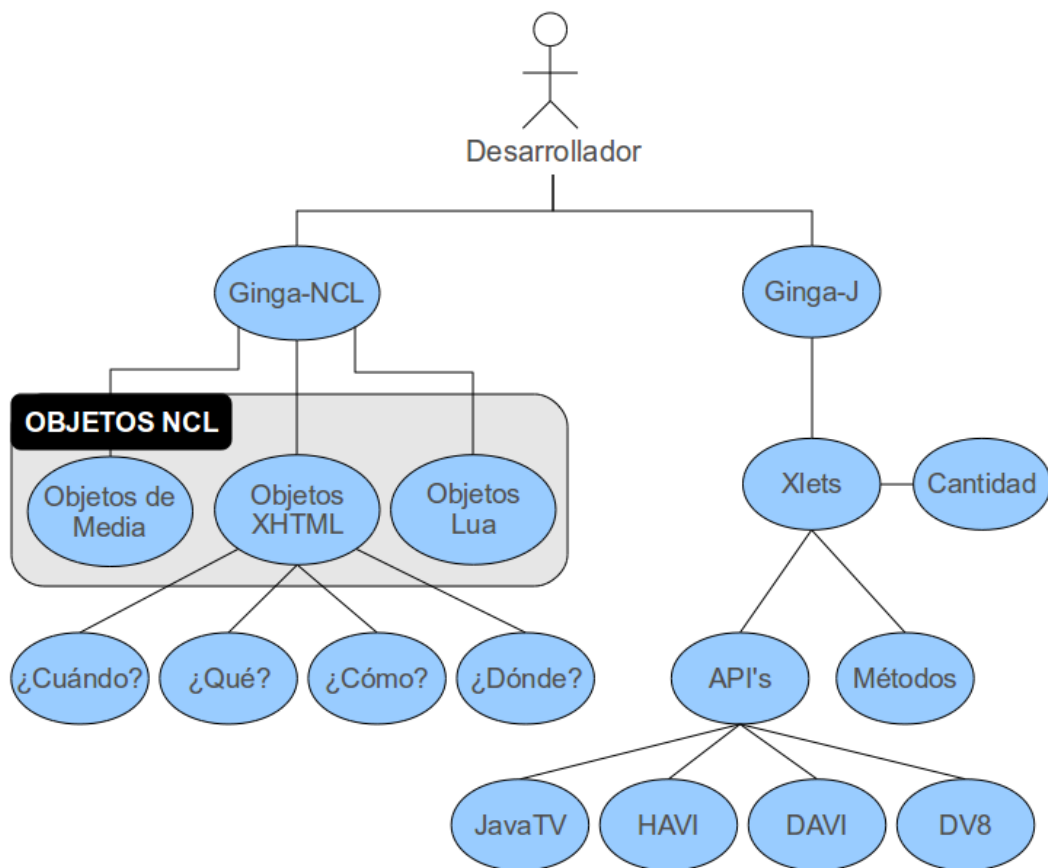 Desarrollador
Ginga-NCL
Ginga-J
OBJETOS NCL
Objetos de
Media
Objetos
XHTML
Objetos
Lua
Xlets
Cantidad
¿Cuándo?
¿Qué?
¿Cómo?
¿Dónde?
API's
Métodos
JavaTV
HAVI
DAVI
DV8